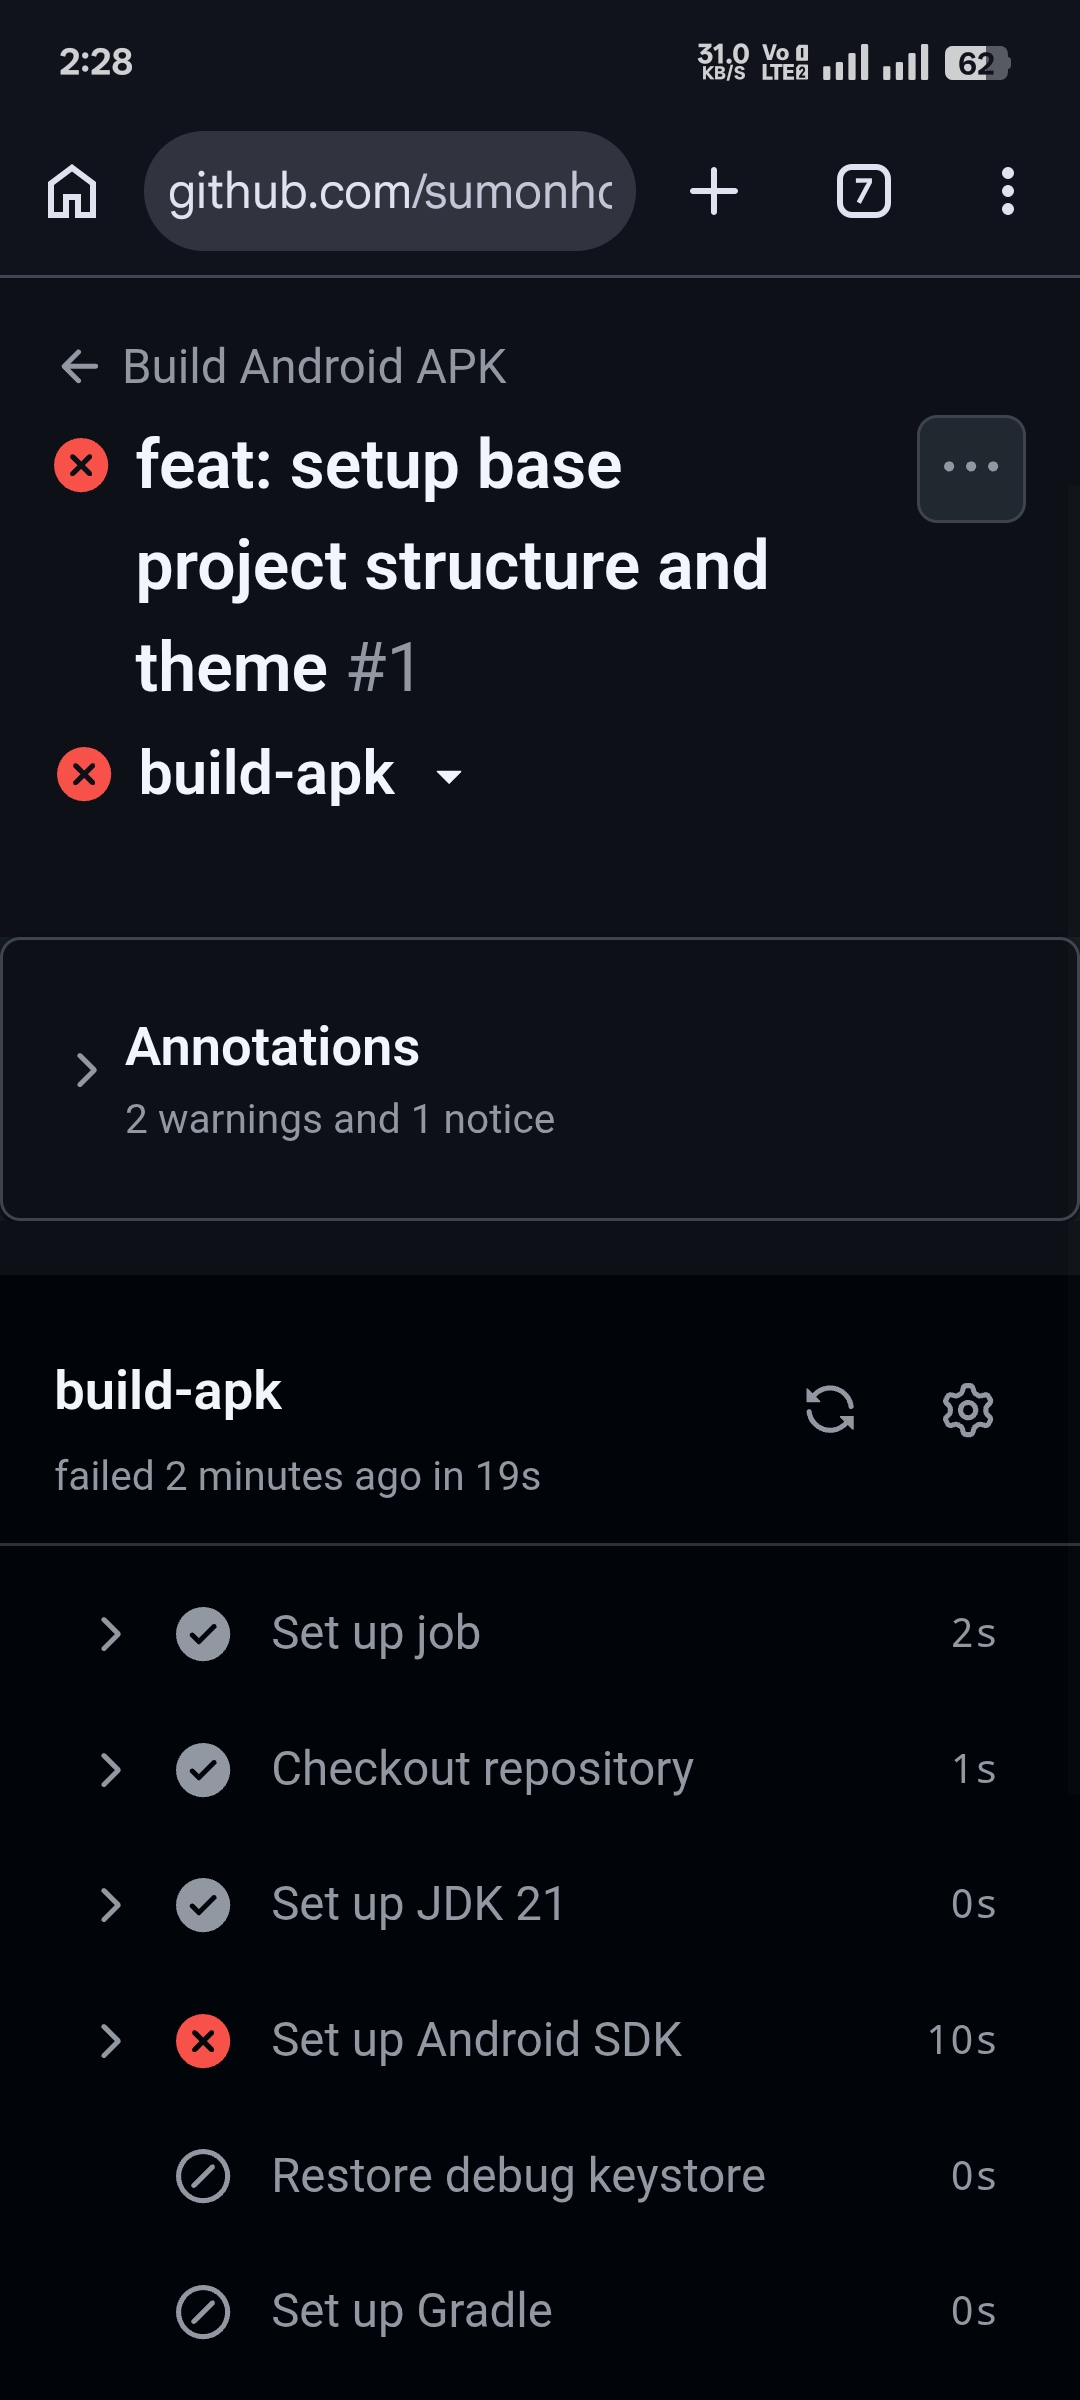 2:28
31.0 KB/S Vo LTE 1 2 62
github.com/sumonho
7
Build Android APK
feat: setup base
project structure and
theme #1
build-apk
Annotations
2 warnings and 1 notice
build-apk
failed 2 minutes ago in 19s
Set up job 2s
Checkout repository 1s
Set up JDK 21 0s
Set up Android SDK 10s
Restore debug keystore 0s
Set up Gradle 0s